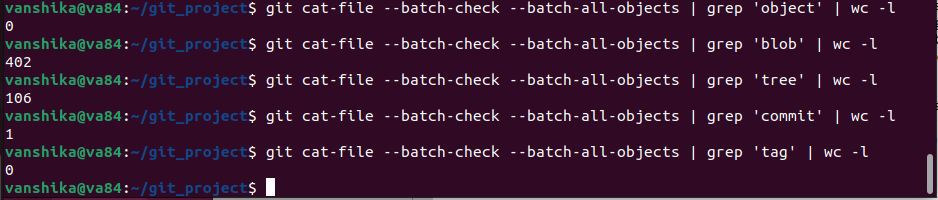 vanshika@va84:~/git_project$ git cat-file --batch-check --batch-all-objects | grep 'object' | wc -l
0
vanshika@va84:~/git_project$ git cat-file --batch-check --batch-all-objects | grep 'blob' | wc -l
402
vanshika@va84:~/git_project$ git cat-file --batch-check --batch-all-objects | grep 'tree' | wc -l
106
vanshika@va84:~/git_project$ git cat-file --batch-check --batch-all-objects | grep 'commit' | wc -l
1
vanshika@va84:~/git_project$ git cat-file --batch-check --batch-all-objects | grep 'tag' | wc -l
0
vanshika@va84:~/git_project$